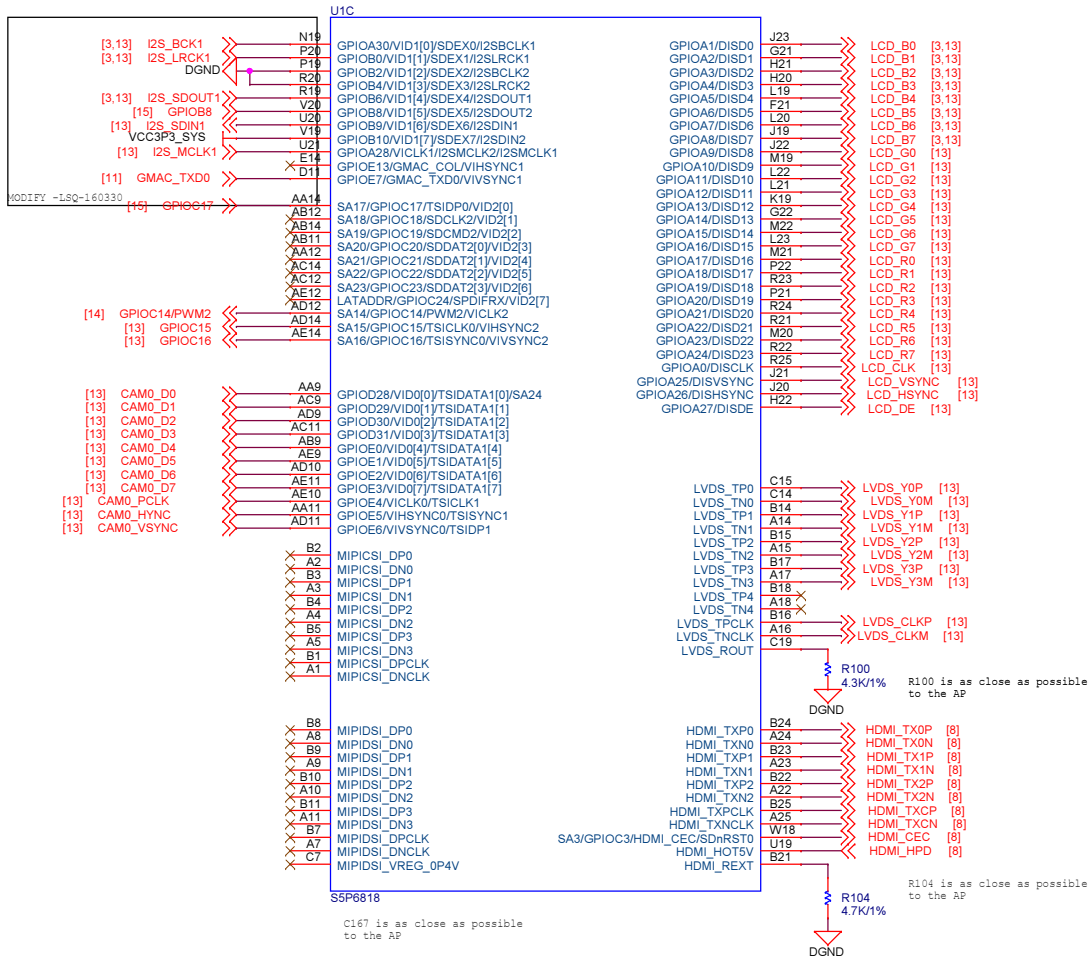 U1C
[3,13] I2S_BCK1 N19 GPIOA30/VID1[0]/SDEX0/I2SBCLK1 GPIOA1/DISD0 J23 LCD_B0 [3,13]
[3,13] I2S_LRCK1 P20 GPIOB0/VID1[1]/SDEX1/I2SLRCK1 GPIOA2/DISD1 G21 LCD_B1 [3,13]
DGND P19 GPIOB2/VID1[2]/SDEX2/I2SBCLK2 GPIOA3/DISD2 H21 LCD_B2 [3,13]
R20 GPIOB4/VID1[3]/SDEX3/I2SLRCK2 GPIOA4/DISD3 H20 LCD_B3 [3,13]
[3,13] I2S_SDOUT1 R19 GPIOB6/VID1[4]/SDEX4/I2SDOUT1 GPIOA5/DISD4 L19 LCD_B4 [3,13]
[15] GPIOB8 V20 GPIOB8/VID1[5]/SDEX5/I2SDOUT2 GPIOA6/DISD5 F21 LCD_B5 [3,13]
[13] I2S_SDIN1 U20 GPIOB9/VID1[6]/SDEX6/I2SDIN1 GPIOA7/DISD6 L20 LCD_B6 [3,13]
VCC3P3_SYS V19 GPIOB10/VID1[7]/SDEX7/I2SDIN2 GPIOA8/DISD7 J19 LCD_B7 [3,13]
[13] I2S_MCLK1 U21 GPIOA28/VICLK1/I2SMCLK2/I2SMCLK1 GPIOA9/DISD8 J22 LCD_G0 [13]
E14 GPIOE13/GMAC_COL/VIHSYNC1 GPIOA10/DISD9 M19 LCD_G1 [13]
[11] GMAC_TXD0 D11 GPIOE7/GMAC_TXD0/VIVSYNC1 GPIOA11/DISD10 L22 LCD_G2 [13]
MODIFY -LSQ-160330 GPIOA12/DISD11 L21 LCD_G3 [13]
[15] GPIOC17 AA14 SA17/GPIOC17/TSIDP0/VID2[0] GPIOA13/DISD12 K19 LCD_G4 [13]
AB12 SA18/GPIOC18/SDCLK2/VID2[1] GPIOA14/DISD13 G22 LCD_G5 [13]
AB14 SA19/GPIOC19/SDCMD2/VID2[2] GPIOA15/DISD14 M22 LCD_G6 [13]
AB11 SA20/GPIOC20/SDDAT2[0]/VID2[3] GPIOA16/DISD15 L23 LCD_G7 [13]
AA12 SA21/GPIOC21/SDDAT2[1]/VID2[4] GPIOA17/DISD16 M21 LCD_R0 [13]
AC14 SA22/GPIOC22/SDDAT2[2]/VID2[5] GPIOA18/DISD17 P22 LCD_R1 [13]
AC12 SA23/GPIOC23/SDDAT2[3]/VID2[6] GPIOA19/DISD18 R23 LCD_R2 [13]
AE12 LATADDR/GPIOC24/SPDIFRX/VID2[7] GPIOA20/DISD19 P21 LCD_R3 [13]
[14] GPIOC14/PWM2 AD12 SA14/GPIOC14/PWM2/VICLK2 GPIOA21/DISD20 R24 LCD_R4 [13]
[13] GPIOC15 AD14 SA15/GPIOC15/TSICLK0/VIHSYNC2 GPIOA22/DISD21 R21 LCD_R5 [13]
[13] GPIOC16 AE14 SA16/GPIOC16/TSISYNC0/VIVSYNC2 GPIOA23/DISD22 M20 LCD_R6 [13]
GPIOA24/DISD23 R22 LCD_R7 [13]
GPIOA0/DISCLK R25 LCD_CLK [13]
GPIOA25/DISVSYNC J21 LCD_VSYNC [13]
[13] CAM0_D0 AA9 GPIOD28/VID0[0]/TSIDATA1[0]/SA24 GPIOA26/DISHSYNC J20 LCD_HSYNC [13]
[13] CAM0_D1 AC9 GPIOD29/VID0[1]/TSIDATA1[1] GPIOA27/DISDE H22 LCD_DE [13]
[13] CAM0_D2 AD9 GPIOD30/VID0[2]/TSIDATA1[2]
[13] CAM0_D3 AC11 GPIOD31/VID0[3]/TSIDATA1[3]
[13] CAM0_D4 AB9 GPIOE0/VID0[4]/TSIDATA1[4]
[13] CAM0_D5 AE9 GPIOE1/VID0[5]/TSIDATA1[5]
[13] CAM0_D6 AD10 GPIOE2/VID0[6]/TSIDATA1[6]
[13] CAM0_D7 AE11 GPIOE3/VID0[7]/TSIDATA1[7] LVDS_TP0 C15 LVDS_Y0P [13]
[13] CAM0_PCLK AE10 GPIOE4/VICLK0/TSICLK1 LVDS_TN0 C14 LVDS_Y0M [13]
[13] CAM0_HYNC AA11 GPIOE5/VIHSYNC0/TSISYNC1 LVDS_TP1 B14 LVDS_Y1P [13]
[13] CAM0_VSYNC AD11 GPIOE6/VIVSYNC0/TSIDP1 LVDS_TN1 A14 LVDS_Y1M [13]
LVDS_TP2 B15 LVDS_Y2P [13]
B2 MIPICSI_DP0 LVDS_TN2 A15 LVDS_Y2M [13]
A2 MIPICSI_DN0 LVDS_TP3 B17 LVDS_Y3P [13]
B3 MIPICSI_DP1 LVDS_TN3 A17 LVDS_Y3M [13]
A3 MIPICSI_DN1 LVDS_TP4 B18
B4 MIPICSI_DP2 LVDS_TN4 A18
A4 MIPICSI_DN2 LVDS_TPCLK B16 LVDS_CLKP [13]
B5 MIPICSI_DP3 LVDS_TNCLK A16 LVDS_CLKM [13]
A5 MIPICSI_DN3 LVDS_ROUT C19
B1 MIPICSI_DPCLK
A1 MIPICSI_DNCLK
R100
4.3K/1%
R100 is as close as possible
to the AP
DGND
B8 MIPIDSI_DP0 HDMI_TXP0 B24 HDMI_TX0P [8]
A8 MIPIDSI_DN0 HDMI_TXN0 A24 HDMI_TX0N [8]
B9 MIPIDSI_DP1 HDMI_TXP1 B23 HDMI_TX1P [8]
A9 MIPIDSI_DN1 HDMI_TXN1 A23 HDMI_TX1N [8]
B10 MIPIDSI_DP2 HDMI_TXP2 B22 HDMI_TX2P [8]
A10 MIPIDSI_DN2 HDMI_TXN2 A22 HDMI_TX2N [8]
B11 MIPIDSI_DP3 HDMI_TXPCLK B25 HDMI_TXCP [8]
A11 MIPIDSI_DN3 HDMI_TXNCLK A25 HDMI_TXCN [8]
B7 MIPIDSI_DPCLK SA3/GPIOC3/HDMI_CEC/SDnRST0 W18 HDMI_CEC [8]
A7 MIPIDSI_DNCLK HDMI_HOT5V U19 HDMI_HPD [8]
C7 MIPIDSI_VREG_0P4V HDMI_REXT B21
S5P6818
R104
4.7K/1%
R104 is as close as possible
to the AP
C167 is as close as possible
to the AP
DGND